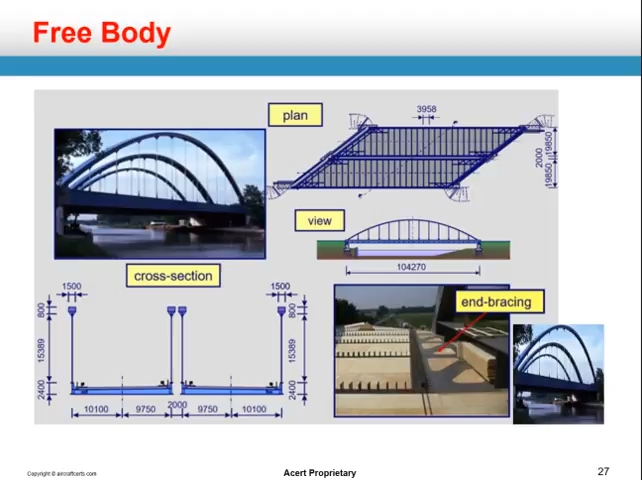 Free Body
plan
3958
19850
2000
19850
view
104270
cross-section
1500
1500
800
15389
2400
800
15389
2400
10100
9750
2000
9750
10100
end-bracing
Copyright © aircraftcerts.com
Acert Proprietary
27